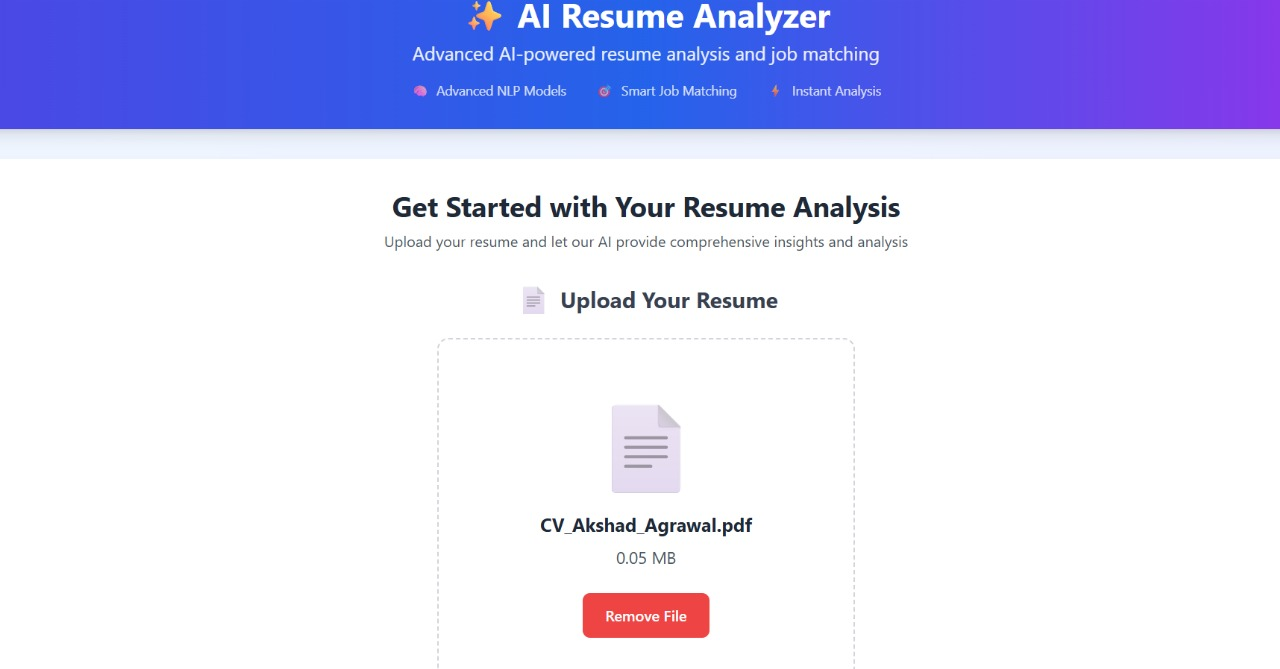 ✨ AI Resume Analyzer
Advanced AI-powered resume analysis and job matching
Advanced NLP Models Smart Job Matching Instant Analysis
Get Started with Your Resume Analysis
Upload your resume and let our AI provide comprehensive insights and analysis
Upload Your Resume
CV_Akshad_Agrawal.pdf
0.05 MB
Remove File